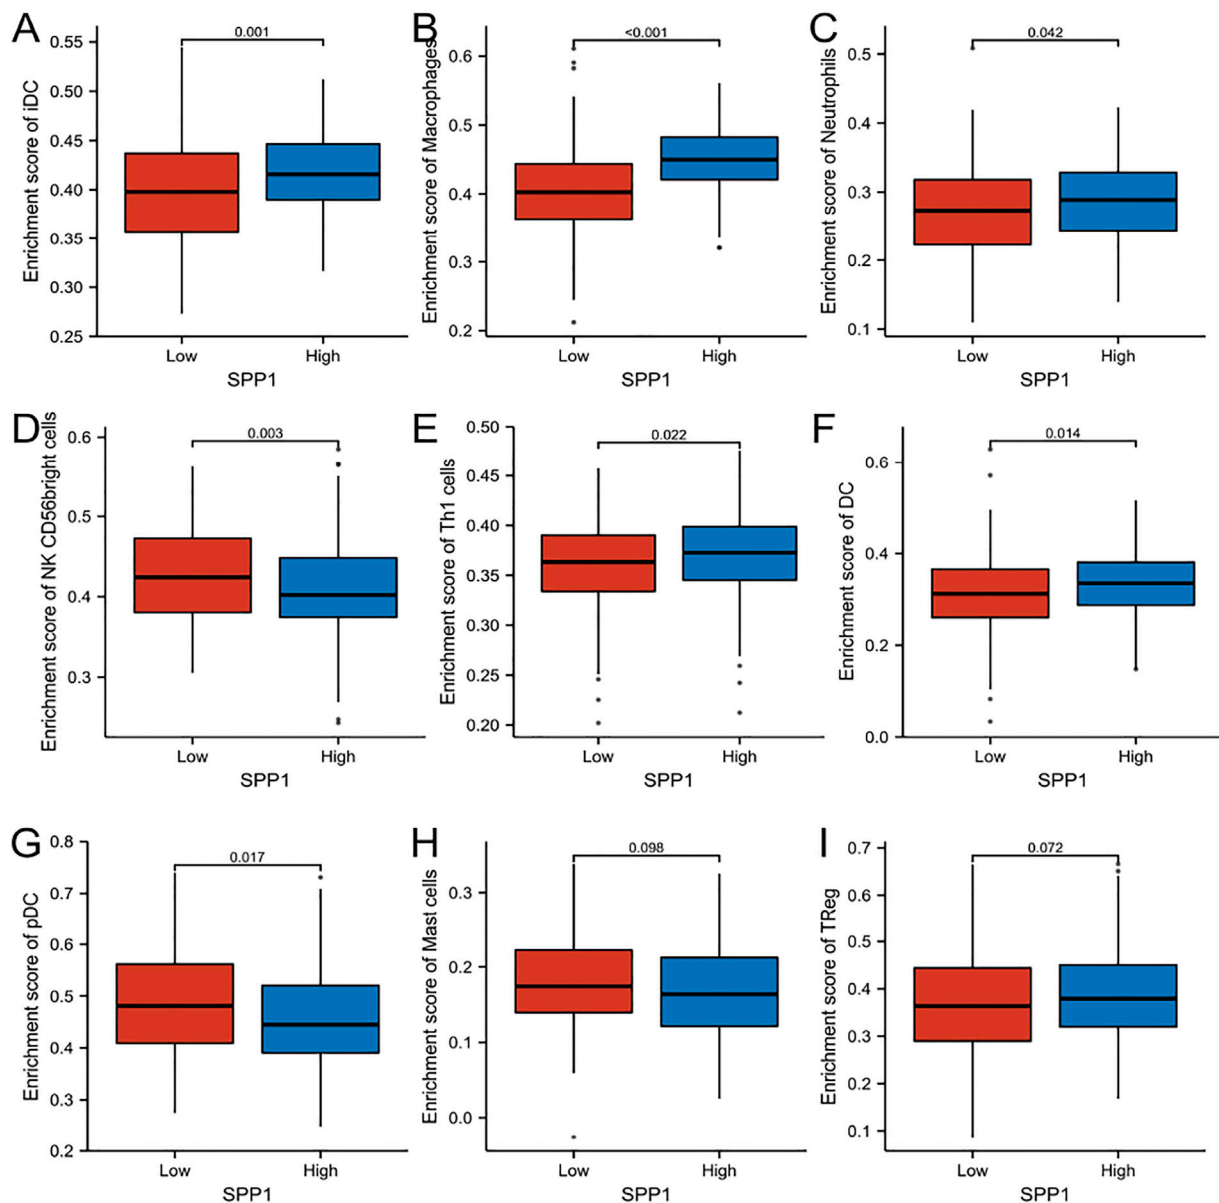 A
Enrichment score of iDC
0.55
0.50
0.45
0.40
0.35
0.30
0.25
0.001
Low
High
SPP1
B
Enrichment score of Macrophages
0.6
0.5
0.4
0.3
0.2
<0.001
Low
High
SPP1
C
Enrichment score of Neutrophils
0.5
0.4
0.3
0.2
0.1
0.042
Low
High
SPP1
D
Enrichment score of NK CD56bright cells
0.6
0.5
0.4
0.3
0.003
Low
High
SPP1
E
Enrichment score of Th1 cells
0.50
0.45
0.40
0.35
0.30
0.25
0.20
0.022
Low
High
SPP1
F
Enrichment score of DC
0.6
0.4
0.2
0.0
0.014
Low
High
SPP1
G
Enrichment score of pDC
0.8
0.7
0.6
0.5
0.4
0.3
0.2
0.017
Low
High
SPP1
H
Enrichment score of Mast cells
0.3
0.2
0.1
0.0
0.098
Low
High
SPP1
I
Enrichment score of TReg
0.7
0.6
0.5
0.4
0.3
0.2
0.1
0.072
Low
High
SPP1